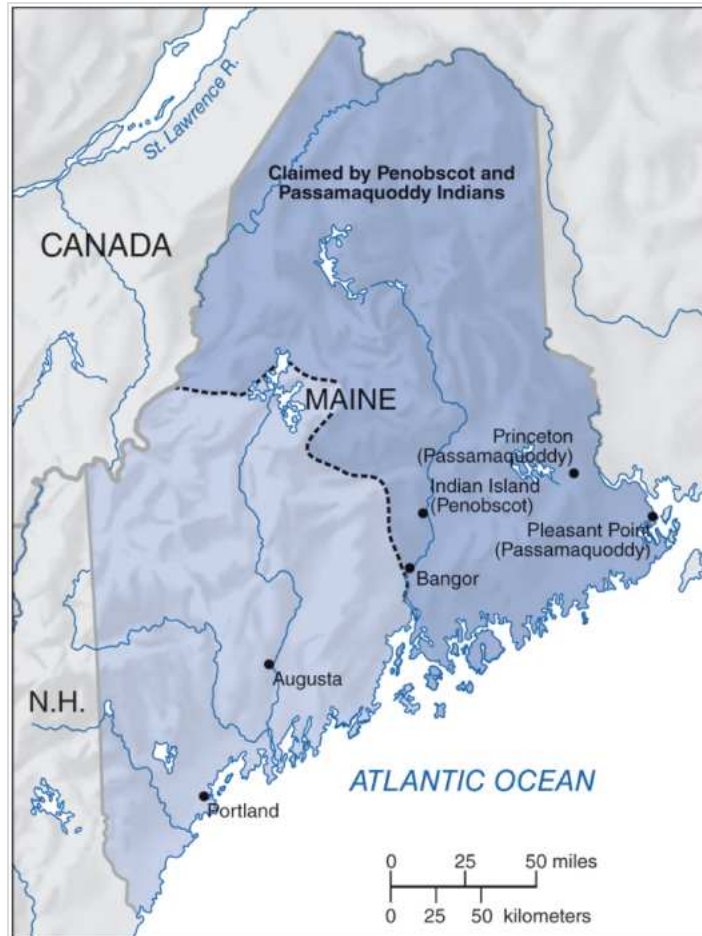 St. Lawrence R.
Claimed by Penobscot and
Passamaquoddy Indians
CANADA
MAINE
Princeton
(Passamaquoddy)
Indian Island
(Penobscot)
Pleasant Point
(Passamaquoddy)
Bangor
Augusta
N.H.
ATLANTIC OCEAN
Portland
0 25 50 miles
0 25 50 kilometers